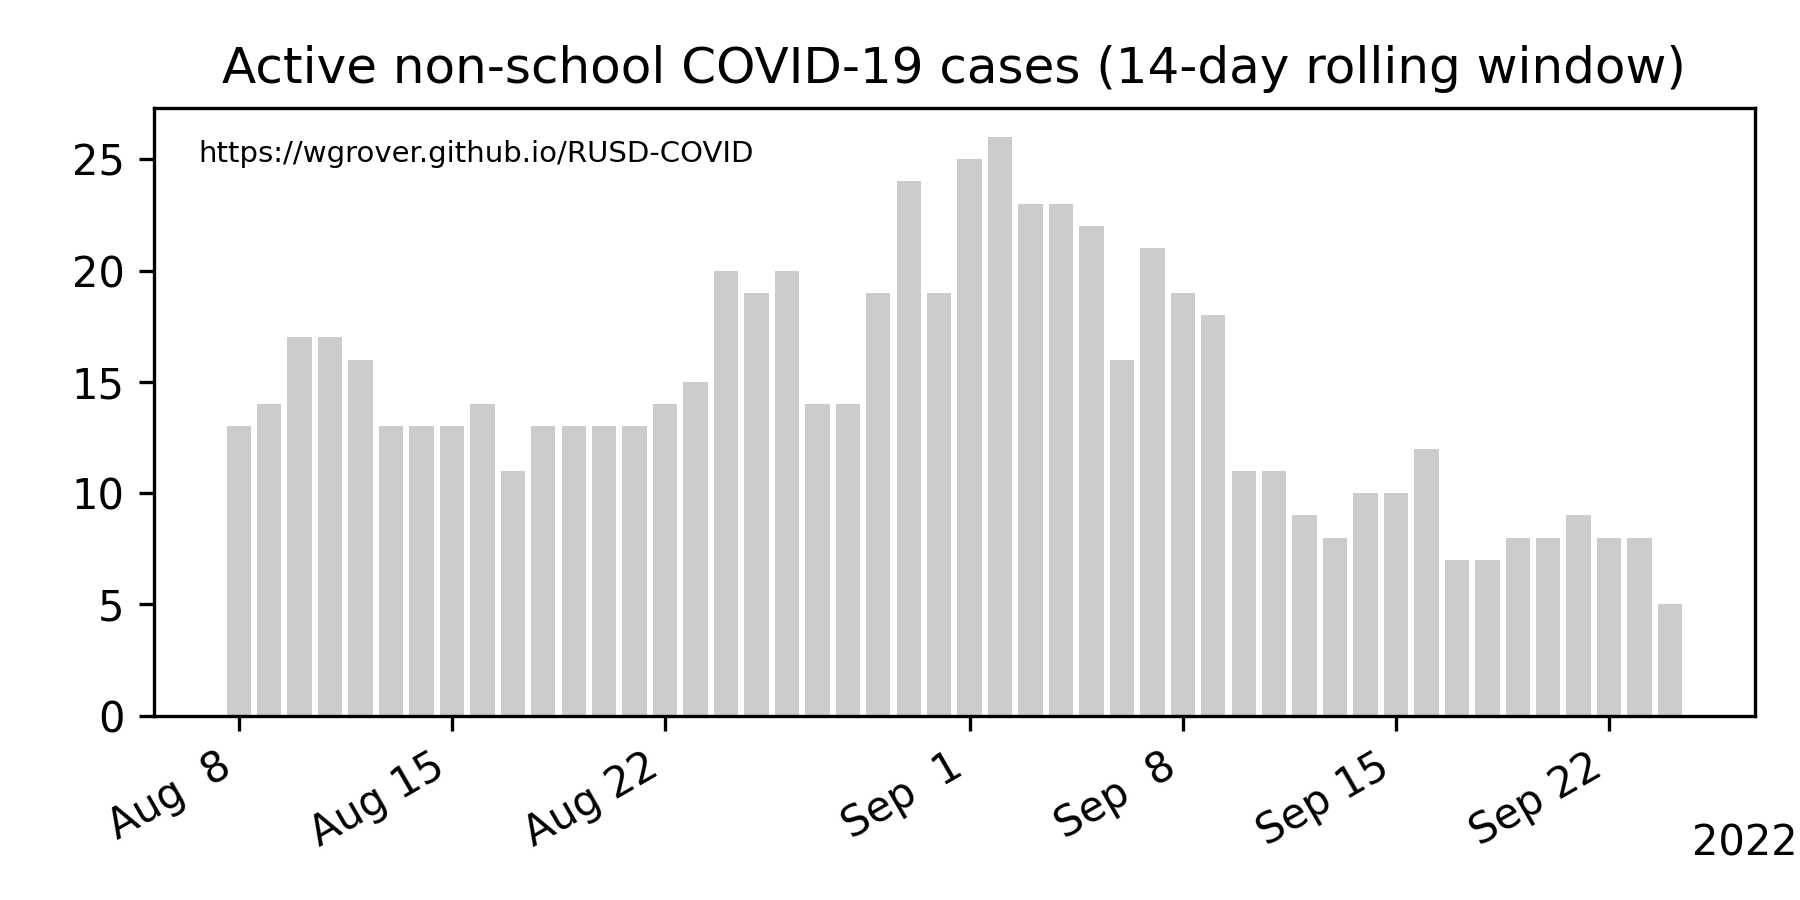 Active non-school COVID-19 cases (14-day rolling window)
https://wgrover.github.io/RUSD-COVID
25
20
15
10
5
0
Aug 8
Aug 15
Aug 22
Sep 1
Sep 8
Sep 15
Sep 22
2022